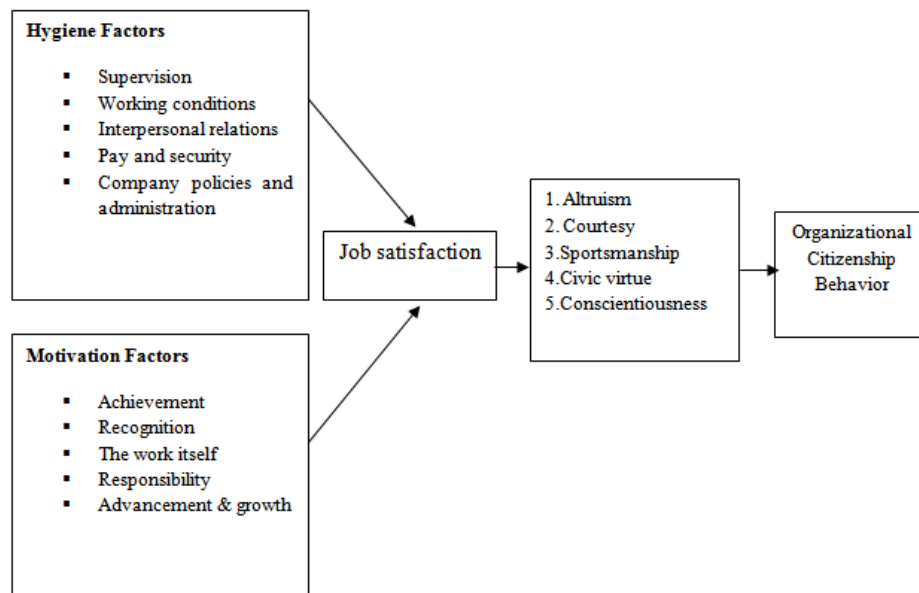 Hygiene Factors
▪ Supervision
▪ Working conditions
▪ Interpersonal relations
▪ Pay and security
▪ Company policies and
administration
Motivation Factors
▪ Achievement
▪ Recognition
▪ The work itself
▪ Responsibility
▪ Advancement & growth
Job satisfaction
1. Altruism
2. Courtesy
3.Sportsmanship
4.Civic virtue
5.Conscientiousness
Organizational
Citizenship
Behavior